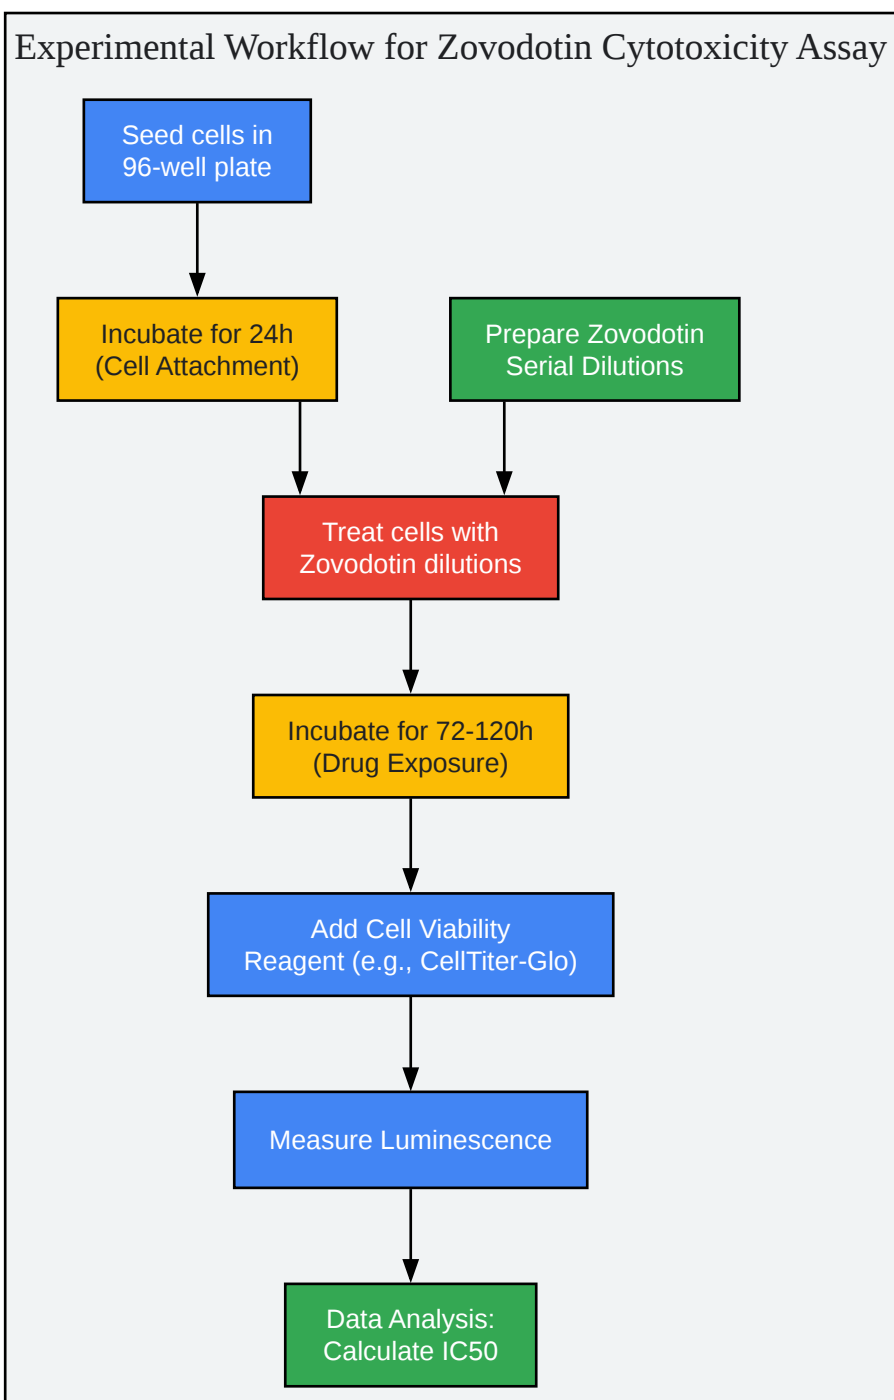 Experimental Workflow for Zovodotin Cytotoxicity Assay
Seed cells in
96-well plate
Incubate for 24h
(Cell Attachment)
Prepare Zovodotin
Serial Dilutions
Treat cells with
Zovodotin dilutions
Incubate for 72-120h
(Drug Exposure)
Add Cell Viability
Reagent (e.g., CellTiter-Glo)
Measure Luminescence
Data Analysis:
Calculate IC50